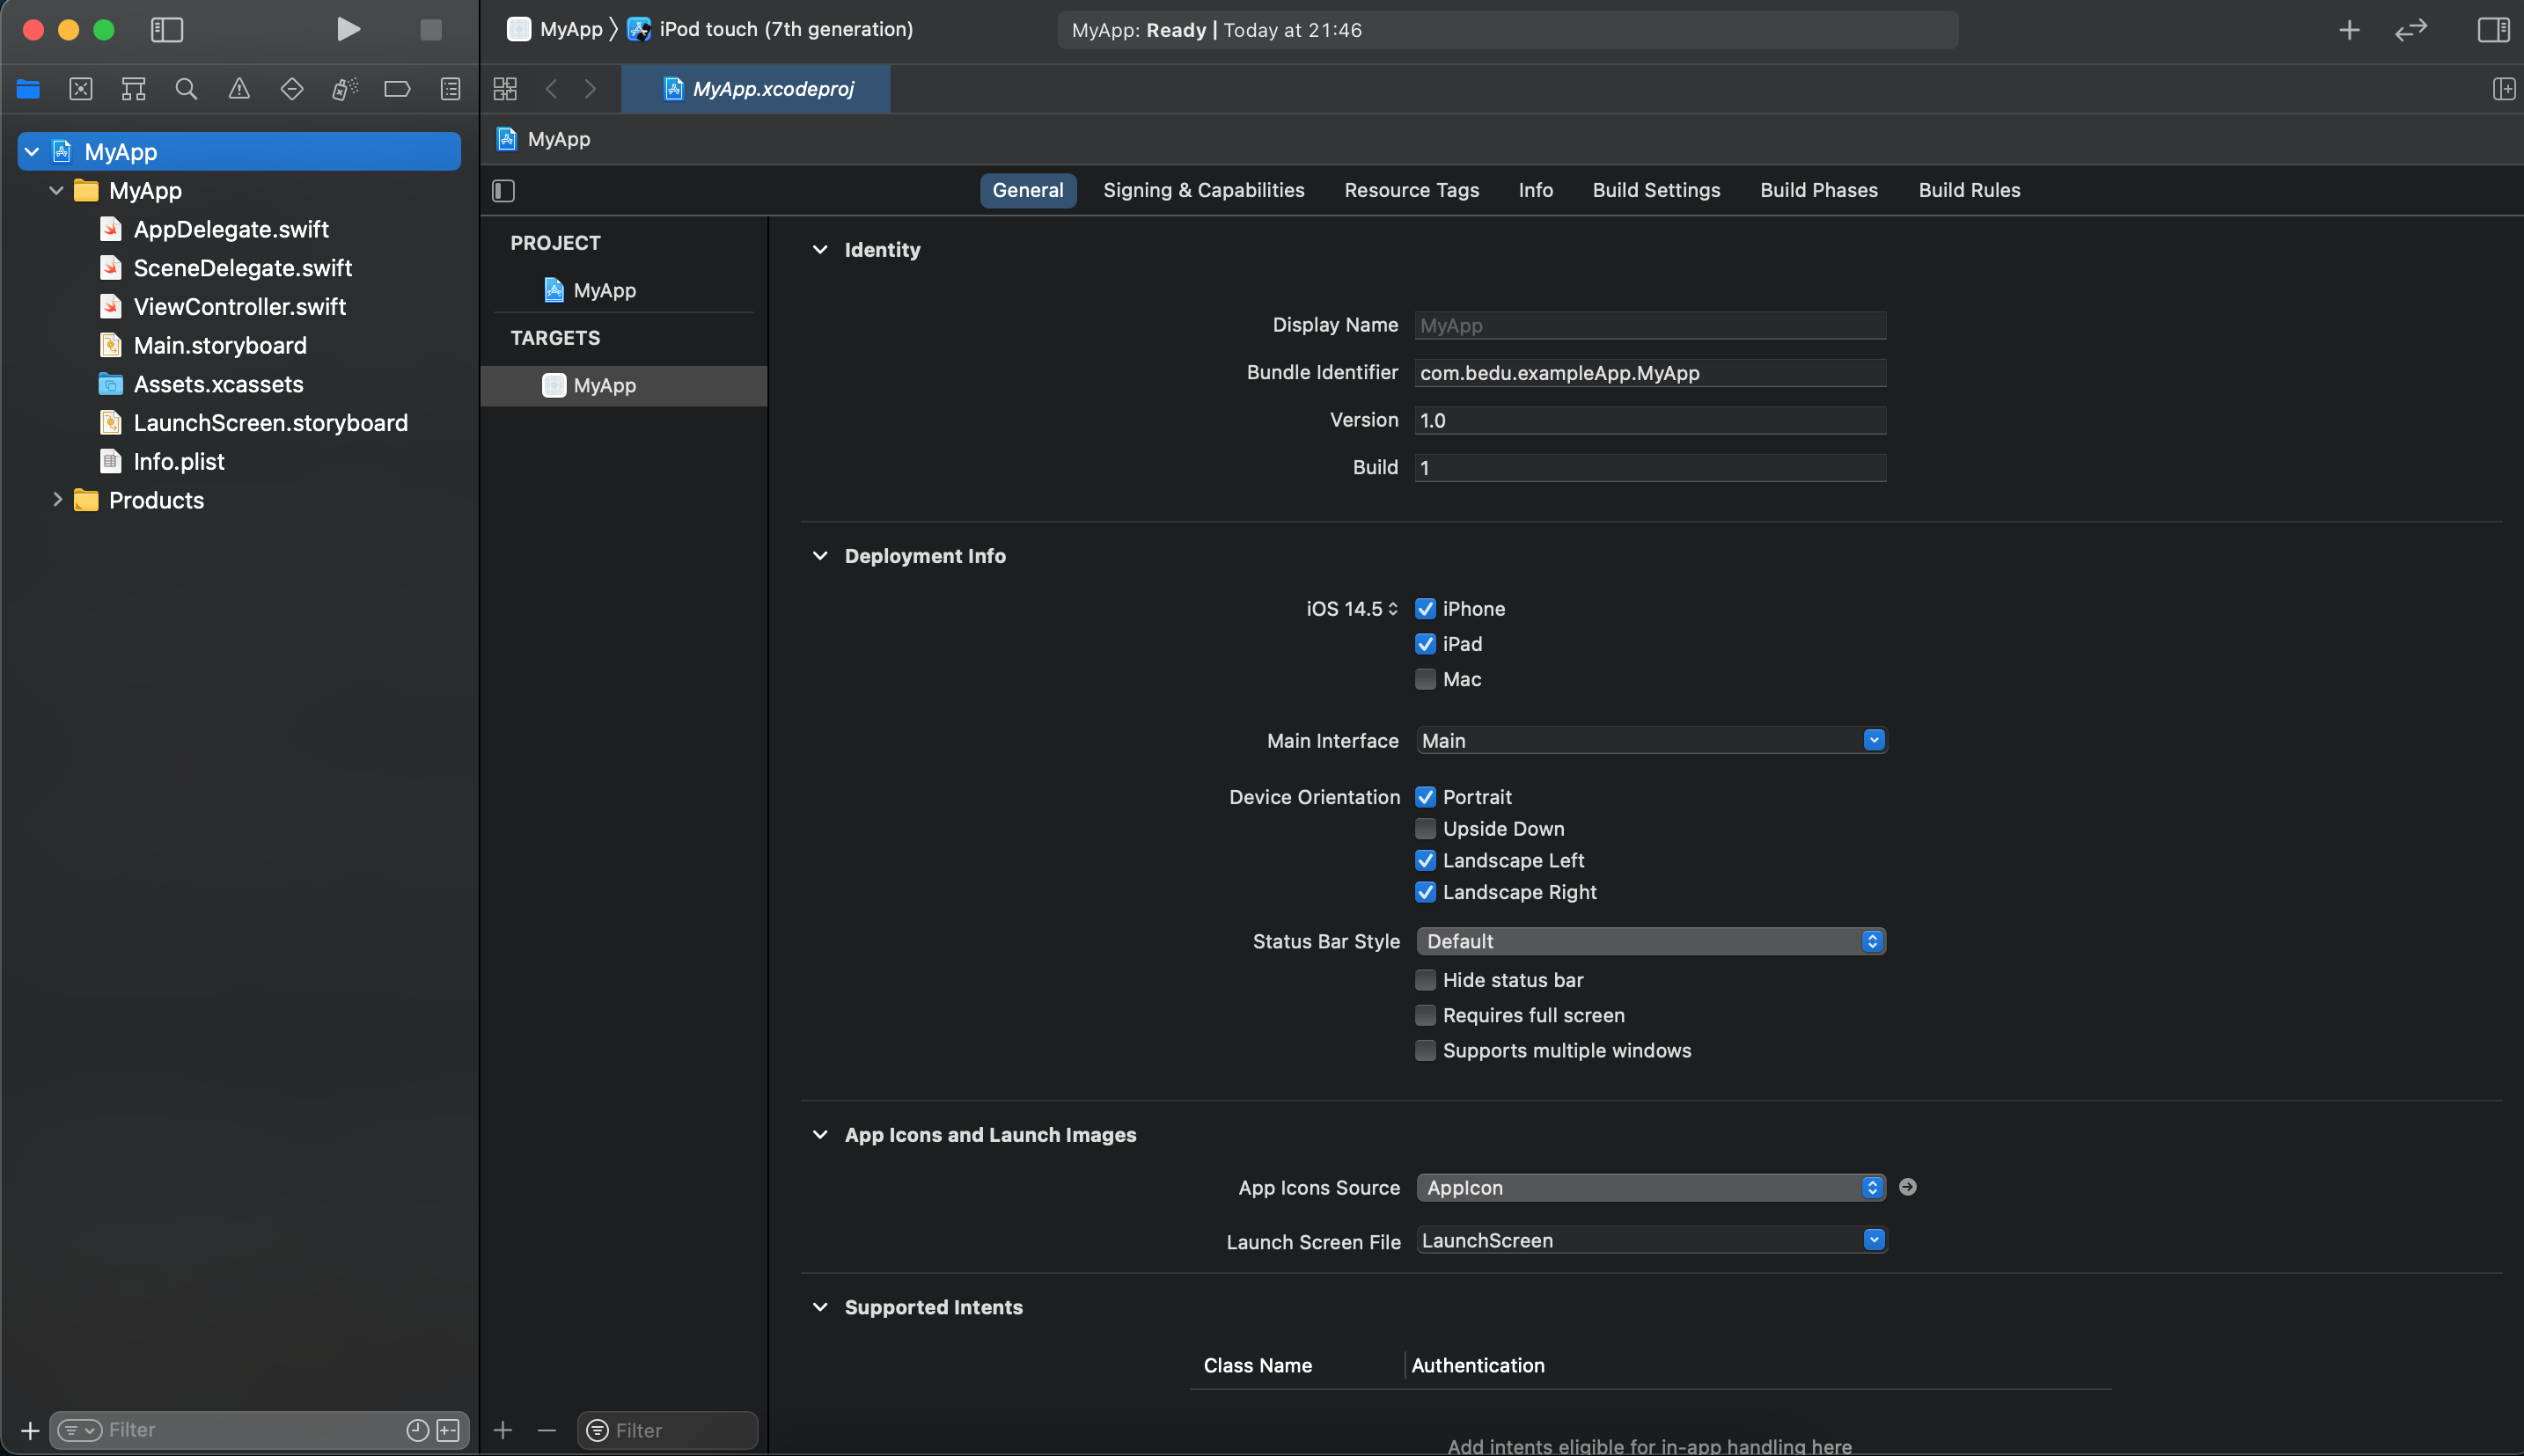 MyApp
iPod touch (7th generation)
MyApp: Ready | Today at 21:46
MyApp.xcodeproj
MyApp
MyApp
MyApp
AppDelegate.swift
SceneDelegate.swift
ViewController.swift
Main.storyboard
Assets.xcassets
LaunchScreen.storyboard
Info.plist
Products
Filter
General
Signing & Capabilities
Resource Tags
Info
Build Settings
Build Phases
Build Rules
PROJECT
MyApp
TARGETS
MyApp
Filter
Identity
Display Name MyApp
Bundle Identifier com.bedu.exampleApp.MyApp
Version 1.0
Build 1
Deployment Info
iOS 14.5 iPhone
iPad
Mac
Main Interface Main
Device Orientation Portrait
Upside Down
Landscape Left
Landscape Right
Status Bar Style Default
Hide status bar
Requires full screen
Supports multiple windows
App Icons and Launch Images
App Icons Source AppIcon
Launch Screen File LaunchScreen
Supported Intents
Class Name Authentication
Add intents eligible for in-app handling here